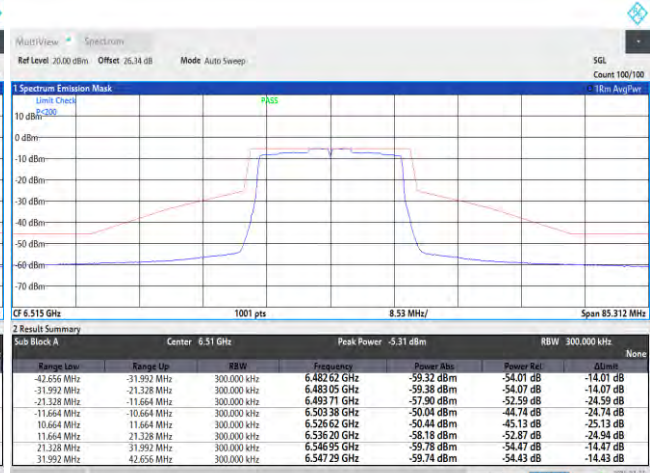 MultiView Spectrum
Ref Level 20.00 dBm Offset 26.34 dB Mode Auto Sweep SGL
Count 100/100
1 Spectrum Emission Mask 1Rm AvgPwr
Limit Check PASS
P<200
10 dBm
0 dBm
-10 dBm
-20 dBm
-30 dBm
-40 dBm
-50 dBm
-60 dBm
-70 dBm
CF 6.515 GHz 1001 pts 8.53 MHz/ Span 85.312 MHz
2 Result Summary
Sub Block A Center 6.51 GHz Peak Power -5.31 dBm RBW 300.000 kHz
None
Range Low Range Up RBW Frequency Power Abs Power Rel ΔLimit
-42.656 MHz -31.992 MHz 300.000 kHz 6.482 62 GHz -59.32 dBm -54.01 dB -14.01 dB
-31.992 MHz -21.328 MHz 300.000 kHz 6.483 05 GHz -59.38 dBm -54.07 dB -14.07 dB
-21.328 MHz -11.664 MHz 300.000 kHz 6.493 71 GHz -57.90 dBm -52.59 dB -24.59 dB
-11.664 MHz -10.664 MHz 300.000 kHz 6.503 38 GHz -50.04 dBm -44.74 dB -24.74 dB
10.664 MHz 11.664 MHz 300.000 kHz 6.526 62 GHz -50.44 dBm -45.13 dB -25.13 dB
11.664 MHz 21.328 MHz 300.000 kHz 6.536 20 GHz -58.18 dBm -52.87 dB -24.94 dB
21.328 MHz 31.992 MHz 300.000 kHz 6.546 95 GHz -59.78 dBm -54.47 dB -14.47 dB
31.992 MHz 42.656 MHz 300.000 kHz 6.547 29 GHz -59.74 dBm -54.43 dB -14.43 dB